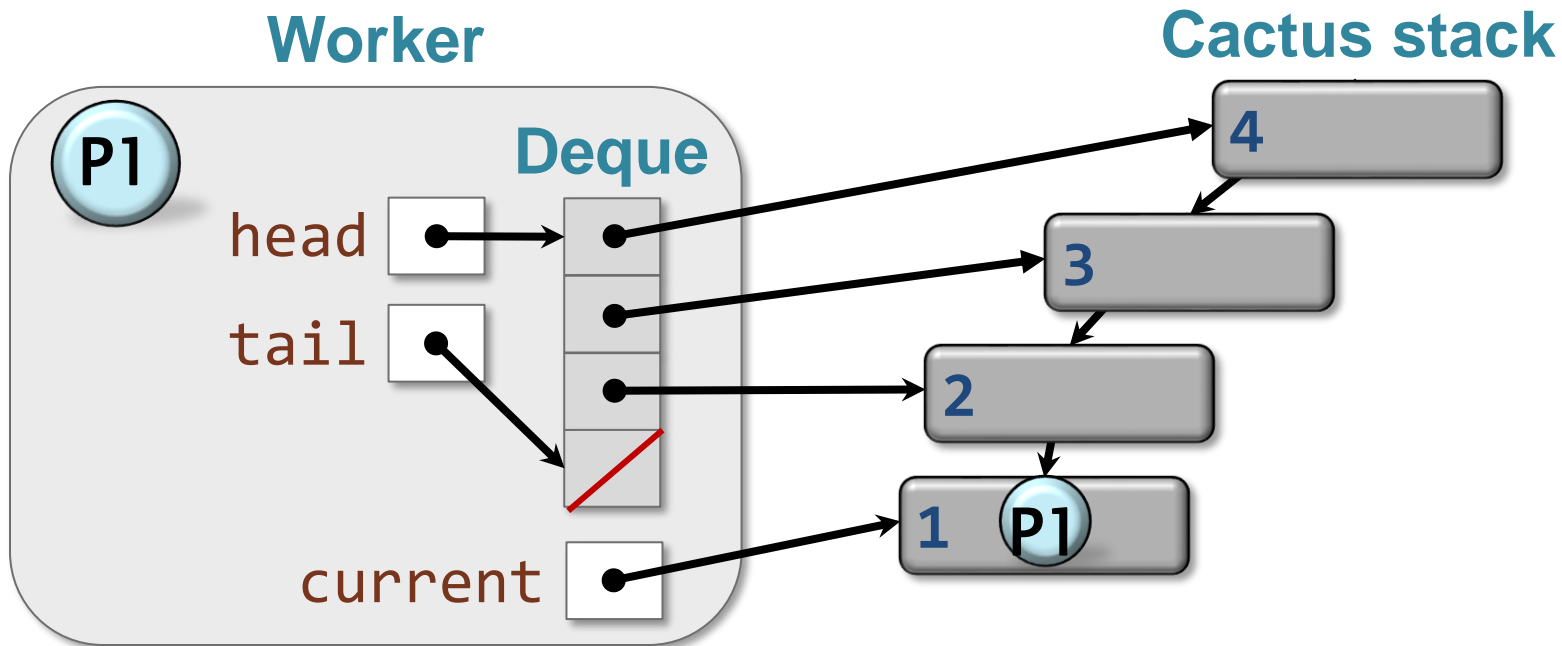 Worker
Cactus stack
P1
Deque
4
head
3
tail
2
1
P1
current